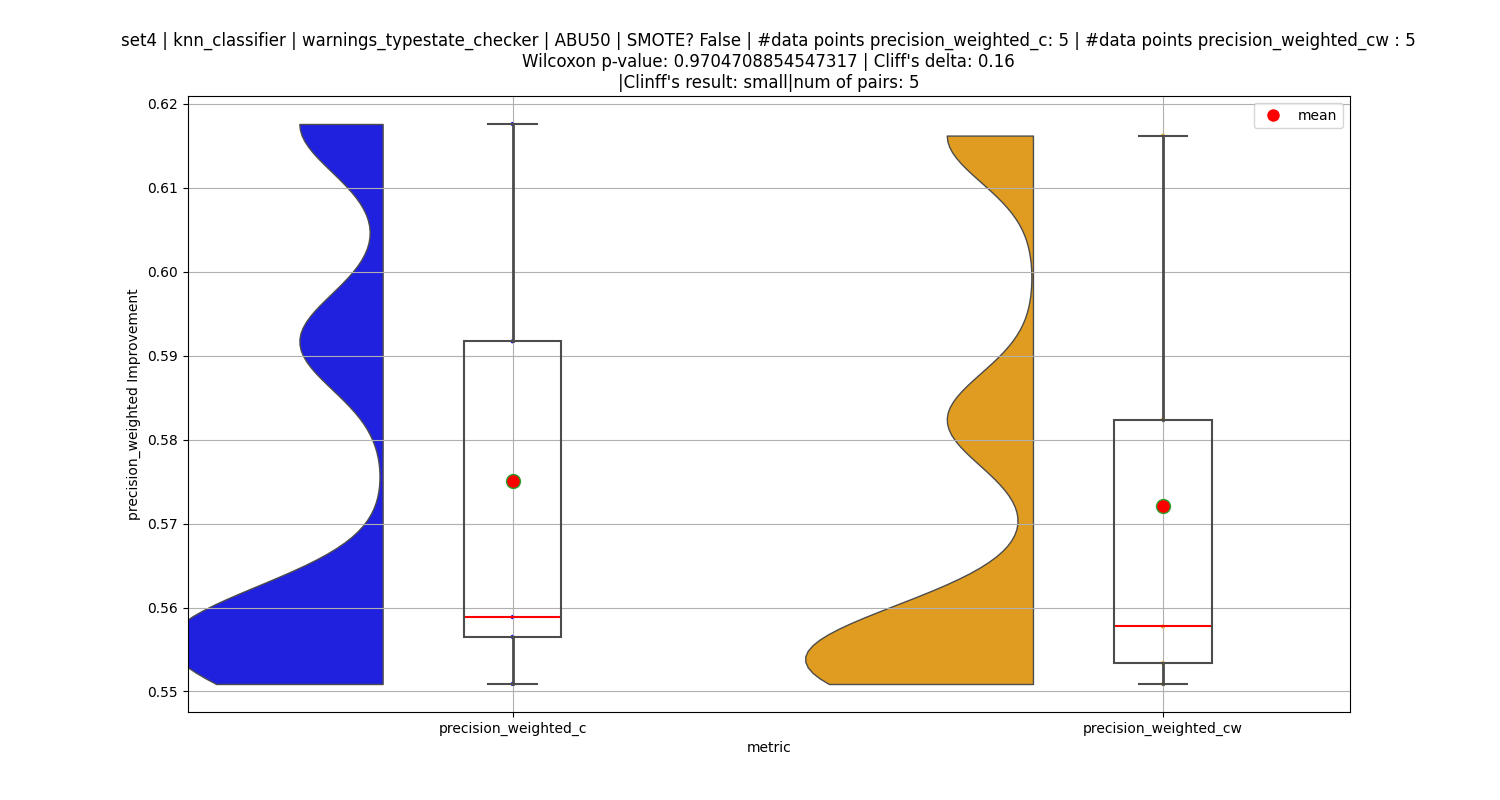 set4 | knn_classifier | warnings_typestate_checker | ABU50 | SMOTE? False | #data points precision_weighted_c: 5 | #data points precision_weighted_cw : 5
Wilcoxon p-value: 0.9704708854547317 | Cliff's delta: 0.16
|Clinff's result: small|num of pairs: 5
mean
precision_weighted Improvement
0.62
0.61
0.60
0.59
0.58
0.57
0.56
0.55
precision_weighted_c
precision_weighted_cw
metric